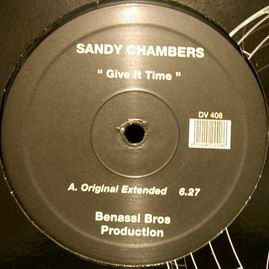 SANDY CHAMBERS
“ Give It Time ”
DV 408
A. Original Extended 6.27
Benassi Bros
Production